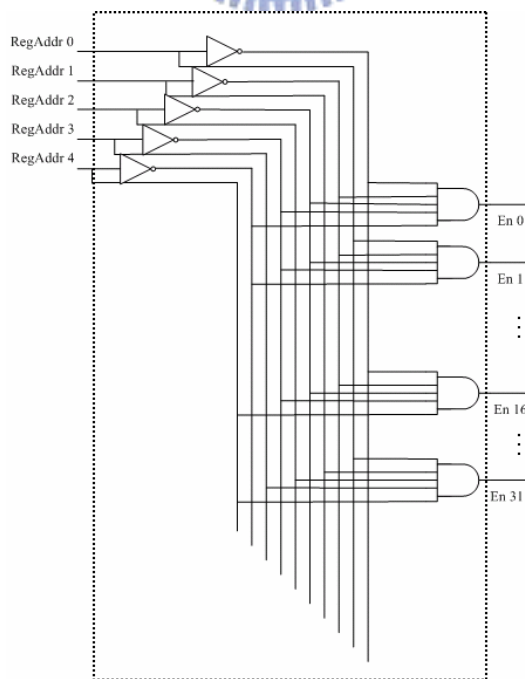 RegAddr 0
RegAddr 1
RegAddr 2
RegAddr 3
RegAddr 4
En 0
En 1
En 16
En 31